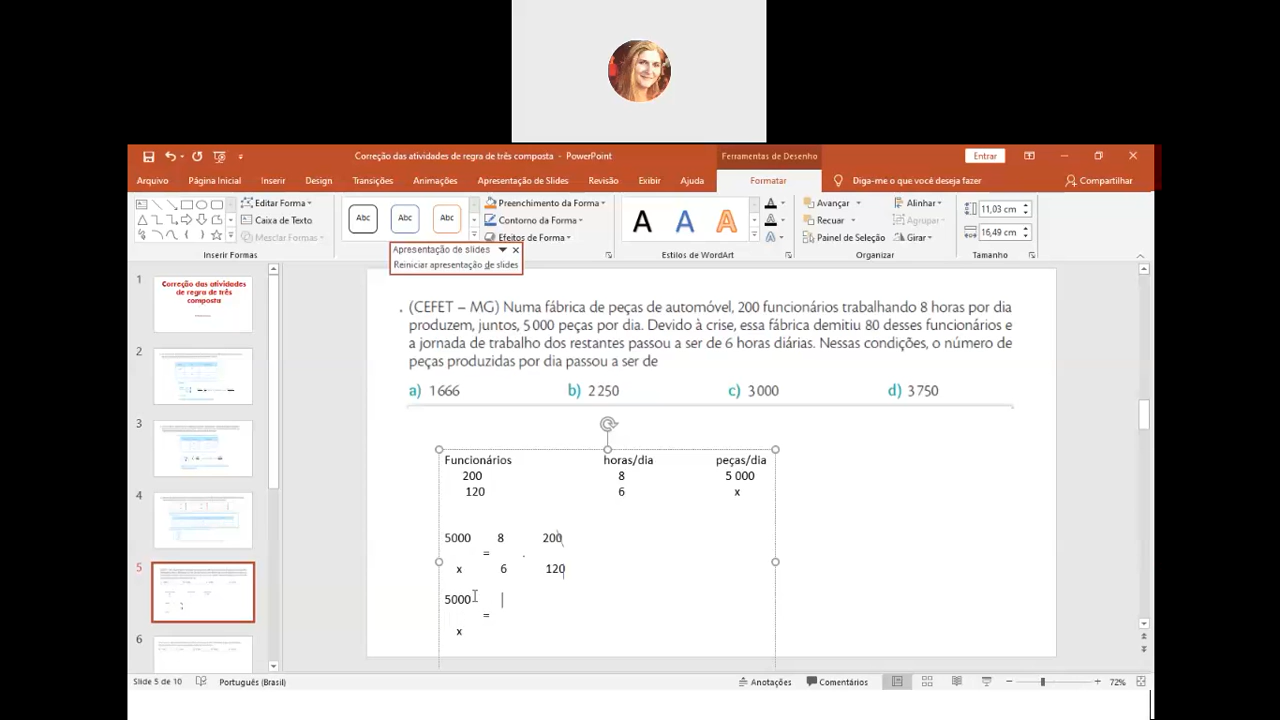 Correção das atividades de regra de três composta - PowerPoint
Ferramentas de Desenho
Entrar
Arquivo
Página Inicial
Inserir
Design
Transições
Animações
Apresentação de Slides
Revisão
Exibir
Ajuda
Formatar
Diga-me o que você deseja fazer
Compartilhar
Editar Forma
Caixa de Texto
Mesclar Formas
Inserir Formas
Abc Abc Abc
Preenchimento da Forma
Contorno da Forma
Efeitos de Forma
A A A
Estilos de WordArt
Avançar
Recuar
Painel de Seleção
Alinhar
Agrupar
Girar
Organizar
11,03 cm
16,49 cm
Tamanho
Apresentação de slides
Reiniciar apresentação de slides
1
Correção das atividades
de regra de três
composta
2
3
4
5
6
. (CEFET – MG) Numa fábrica de peças de automóvel, 200 funcionários trabalhando 8 horas por dia
produzem, juntos, 5 000 peças por dia. Devido à crise, essa fábrica demitiu 80 desses funcionários e
a jornada de trabalho dos restantes passou a ser de 6 horas diárias. Nessas condições, o número de
peças produzidas por dia passou a ser de
a) 1 666 b) 2 250 c) 3 000 d) 3 750
Funcionários horas/dia peças/dia
200 8 5 000
120 6 x
5000 8 200
= .
x 6 120
5000
=
x
Slide 5 de 10
Português (Brasil)
Anotações
Comentários
72%